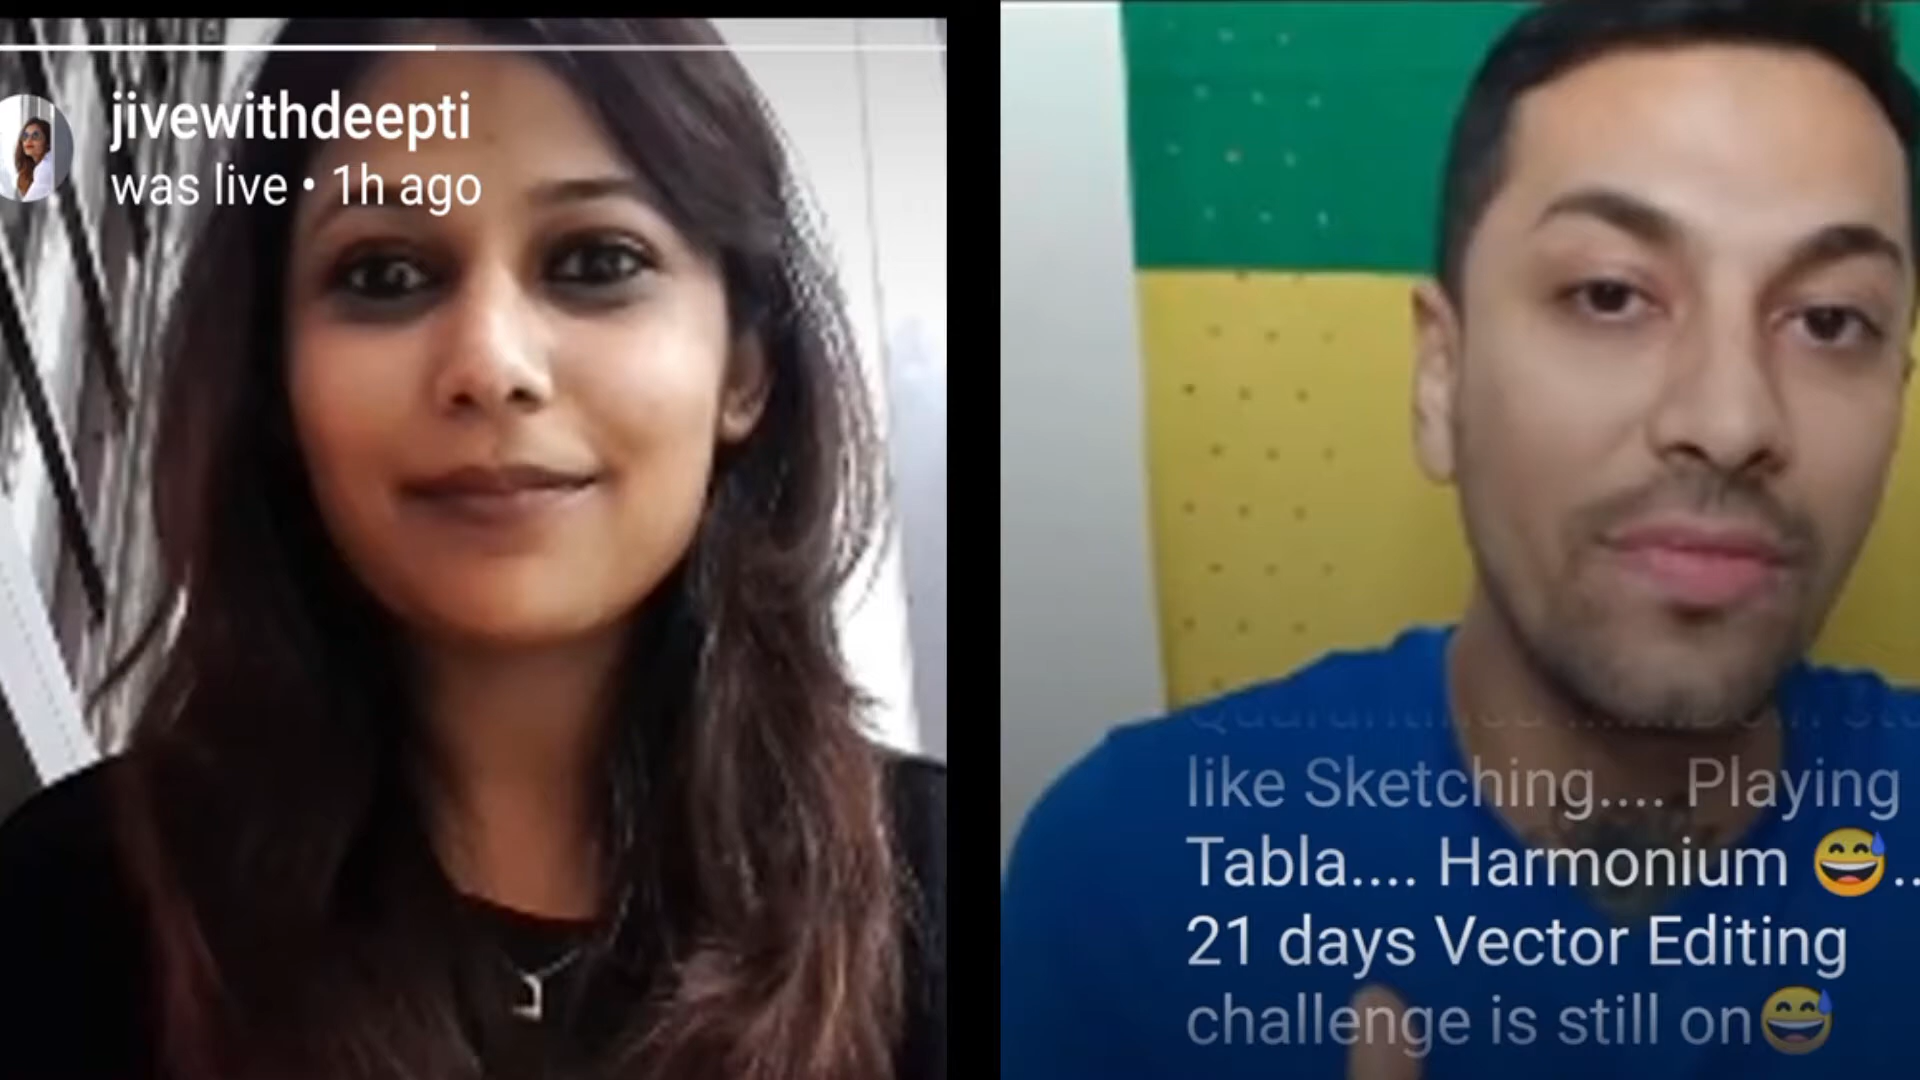 jivewithdeepti
was live • 1h ago
like Sketching.... Playing
Tabla.... Harmonium 😅..
21 days Vector Editing
challenge is still on😅